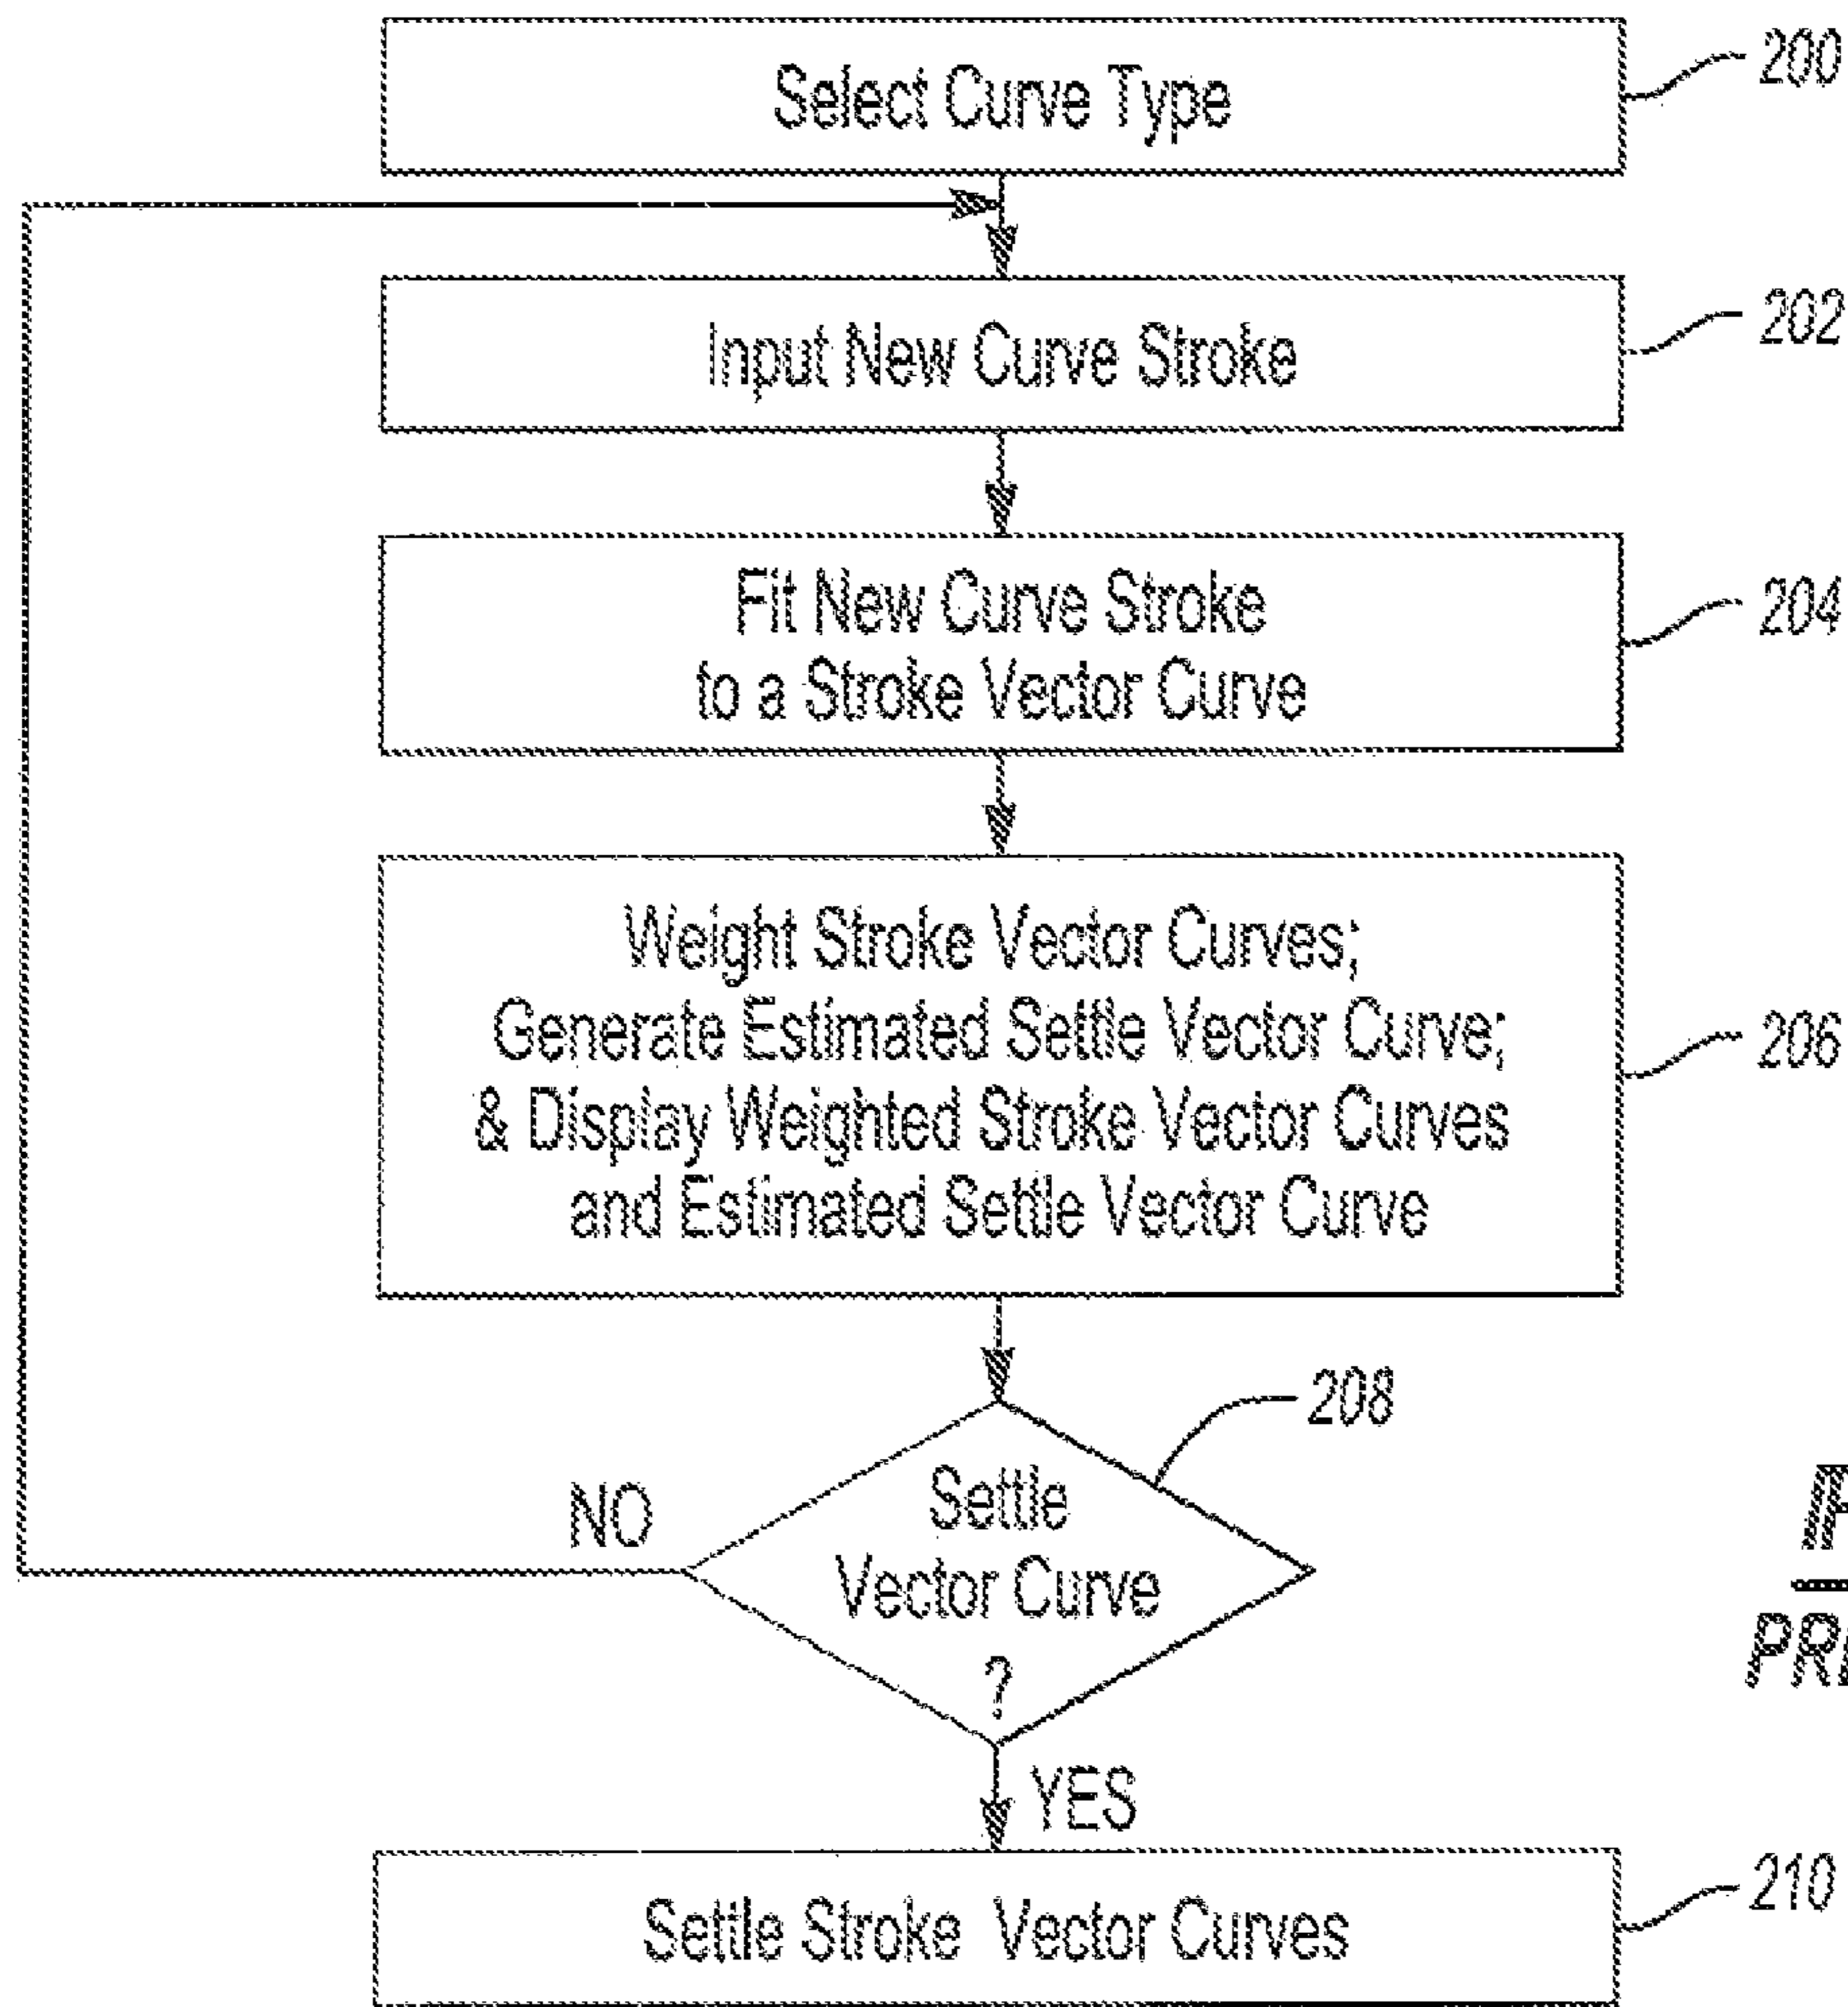 Select Curve Type
200
Input New Curve Stroke
202
Fit New Curve Stroke
to a Stroke Vector Curve
204
Weight Stroke Vector Curves;
Generate Estimated Settle Vector Curve;
& Display Weighted Stroke Vector Curves
and Estimated Settle Vector Curve
206
208
NO
Settle
Vector Curve
?
YES
Settle Stroke Vector Curves
210